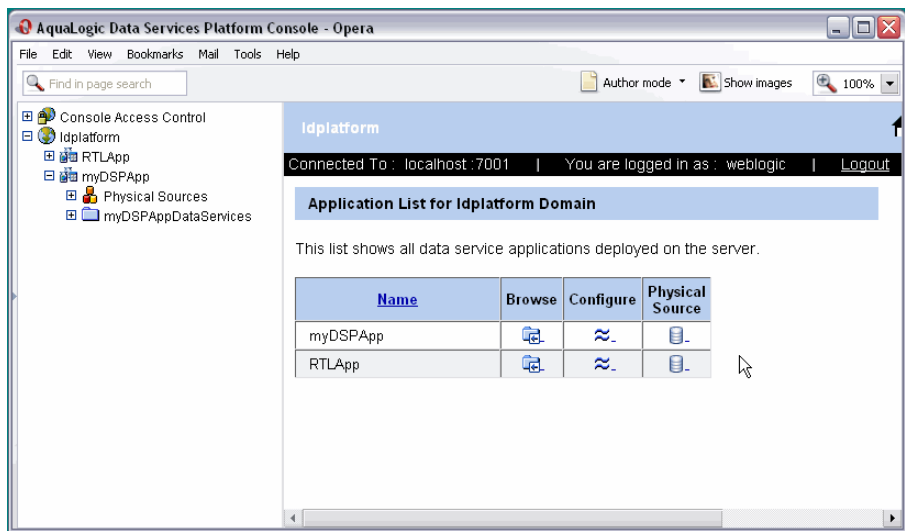 AquaLogic Data Services Platform Console - Opera
File Edit View Bookmarks Mail Tools Help
Find in page search
Author mode
Show images
100%
Console Access Control
ldplatform
RTLApp
myDSPApp
Physical Sources
myDSPAppDataServices
ldplatform
Connected To : localhost :7001 | You are logged in as : weblogic | Logout
Application List for ldplatform Domain
This list shows all data service applications deployed on the server.
Name Browse Configure Physical Source
myDSPApp
RTLApp